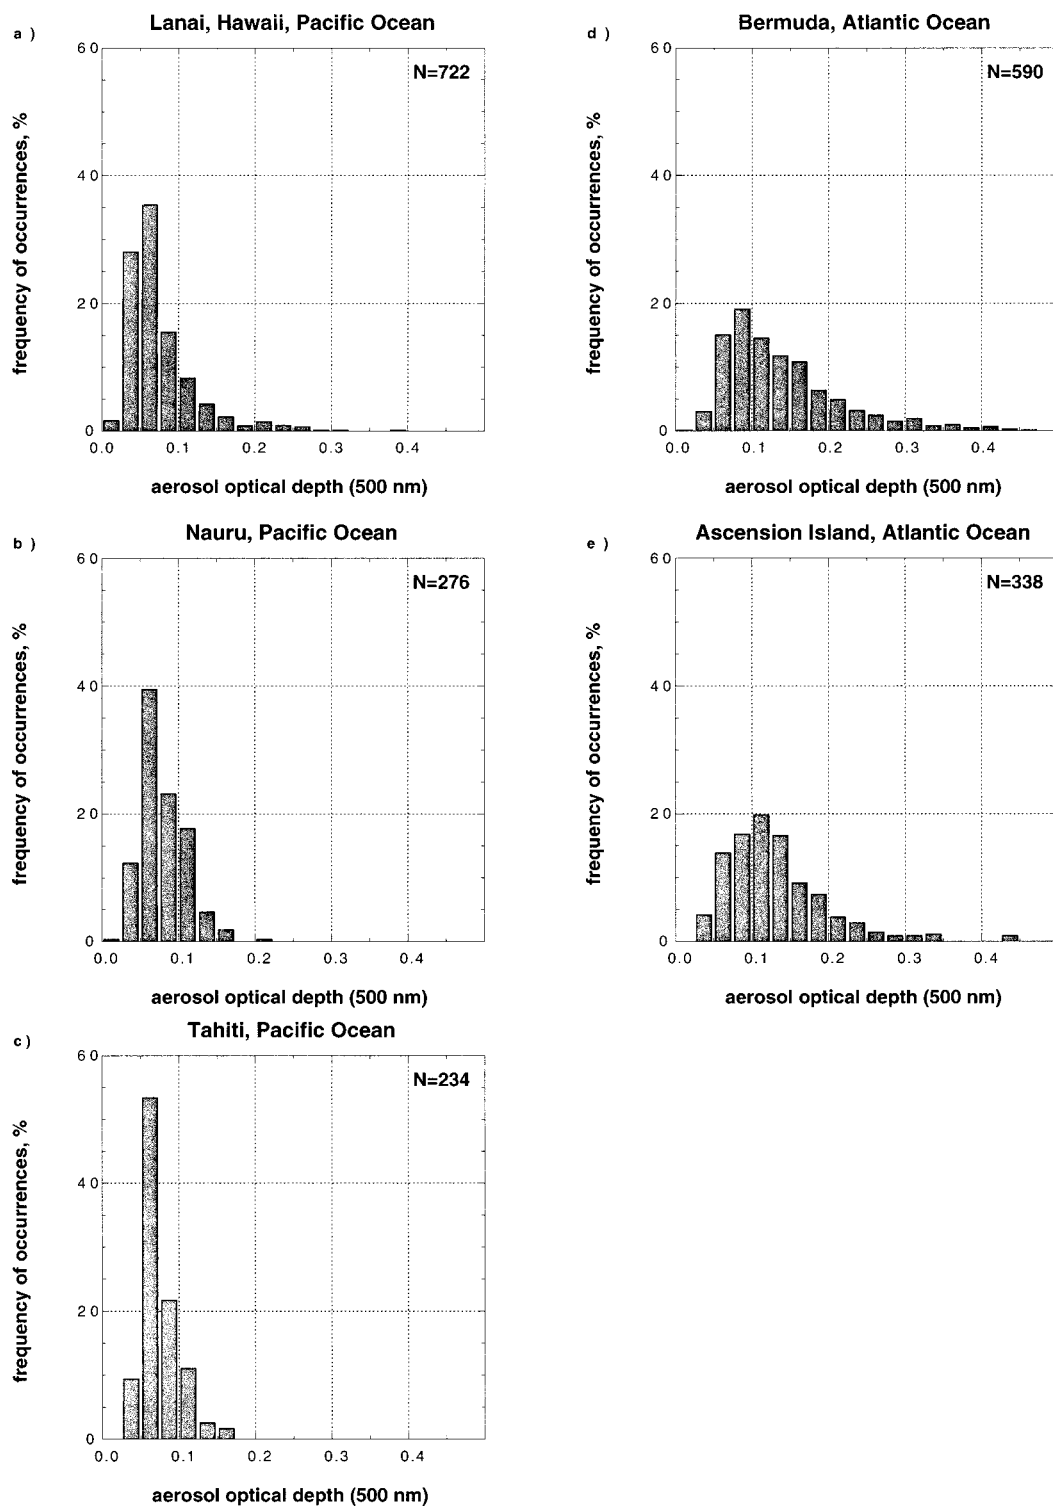 a )
Lanai, Hawaii, Pacific Ocean
N=722
frequency of occurrences, %
60
40
20
0
0.0 0.1 0.2 0.3 0.4
aerosol optical depth (500 nm)
b )
Nauru, Pacific Ocean
N=276
frequency of occurrences, %
60
40
20
0
0.0 0.1 0.2 0.3 0.4
aerosol optical depth (500 nm)
c )
Tahiti, Pacific Ocean
N=234
frequency of occurrences, %
60
40
20
0
0.0 0.1 0.2 0.3 0.4
aerosol optical depth (500 nm)
d )
Bermuda, Atlantic Ocean
N=590
frequency of occurrences, %
60
40
20
0
0.0 0.1 0.2 0.3 0.4
aerosol optical depth (500 nm)
e )
Ascension Island, Atlantic Ocean
N=338
frequency of occurrences, %
60
40
20
0
0.0 0.1 0.2 0.3 0.4
aerosol optical depth (500 nm)